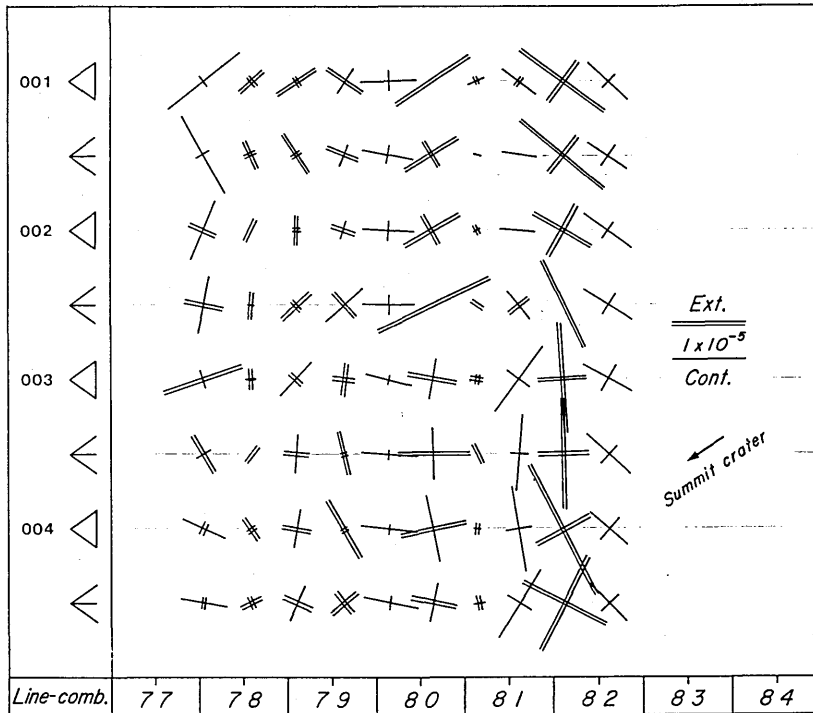 001
002
Ext.
1 x 10⁻⁵
Cont.
003
Summit crater
004
Line-comb. 77 78 79 80 81 82 83 84